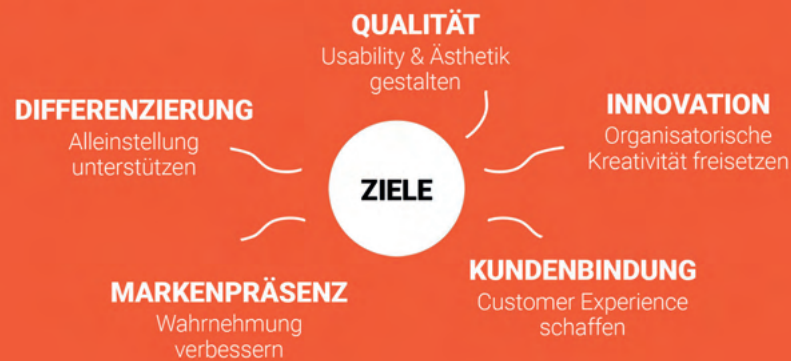 QUALITÄT
Usability & Ästhetik
gestalten
DIFFERENZIERUNG
Alleinstellung
unterstützen
INNOVATION
Organisatorische
Kreativität freisetzen
ZIELE
MARKENPRÄSENZ
Wahrnehmung
verbessern
KUNDENBINDUNG
Customer Experience
schaffen